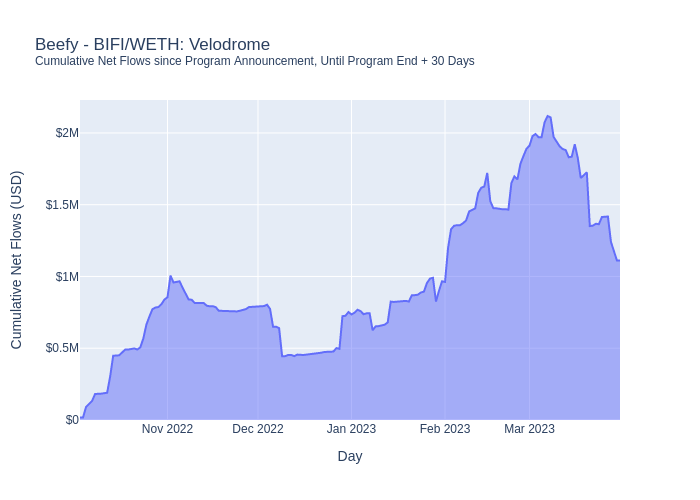 Beefy - BIFI/WETH: Velodrome
Cumulative Net Flows since Program Announcement, Until Program End + 30 Days
Cumulative Net Flows (USD)
$2M
$1.5M
$1M
$0.5M
$0
Nov 2022
Dec 2022
Jan 2023
Feb 2023
Mar 2023
Day